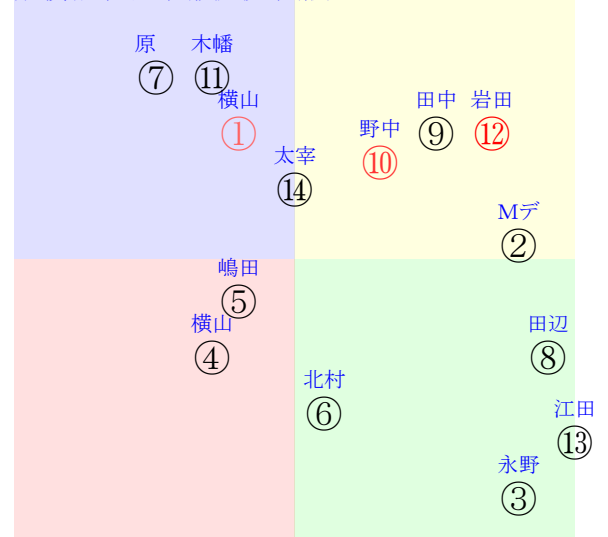 原 木幡
⑦ ⑪
横山 田中 岩田
① 野中 ⑨ ⑫
太宰 ⑩
⑭
Mデ
②
嶋田
⑤
横山 田辺
④ ⑧
北村
⑥ 江田
⑬
永野
③